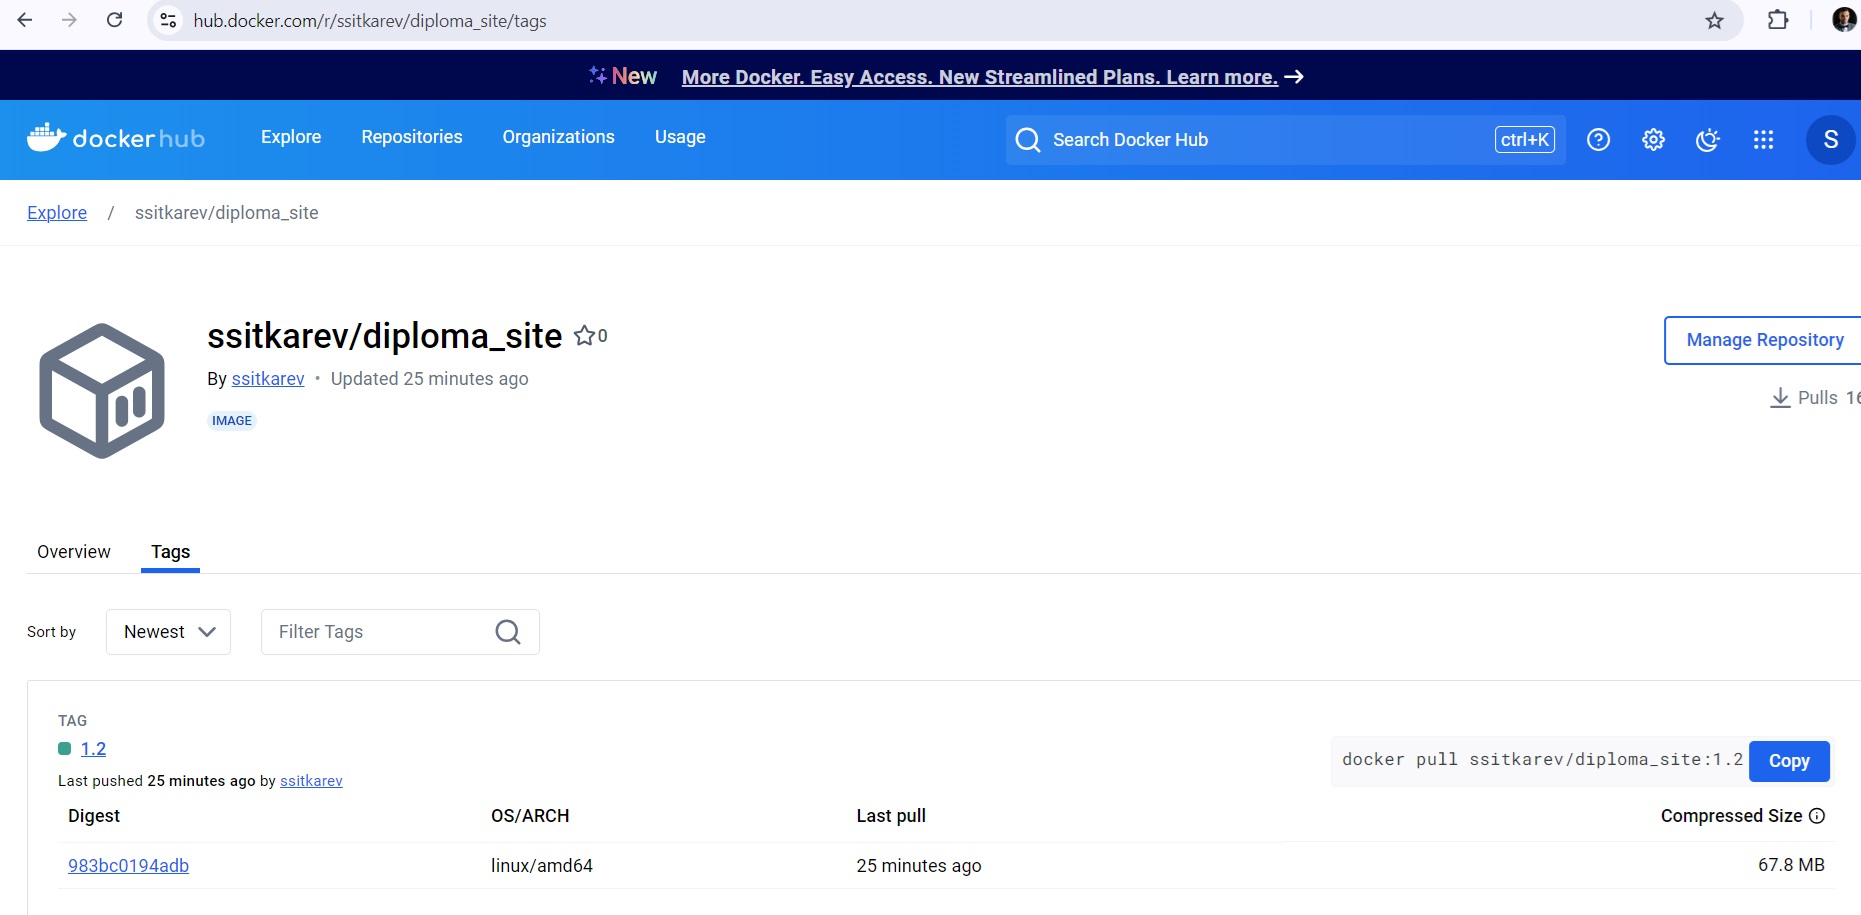 hub.docker.com/r/ssitkarev/diploma_site/tags
New More Docker. Easy Access. New Streamlined Plans. Learn more.
dockerhub Explore Repositories Organizations Usage Search Docker Hub ctrl+K S
Explore / ssitkarev/diploma_site
ssitkarev/diploma_site 0
By ssitkarev • Updated 25 minutes ago
IMAGE
Manage Repository
Pulls 16
Overview Tags
Sort by Newest Filter Tags
TAG
1.2
Last pushed 25 minutes ago by ssitkarev
docker pull ssitkarev/diploma_site:1.2 Copy
Digest OS/ARCH Last pull Compressed Size
983bc0194adb linux/amd64 25 minutes ago 67.8 MB